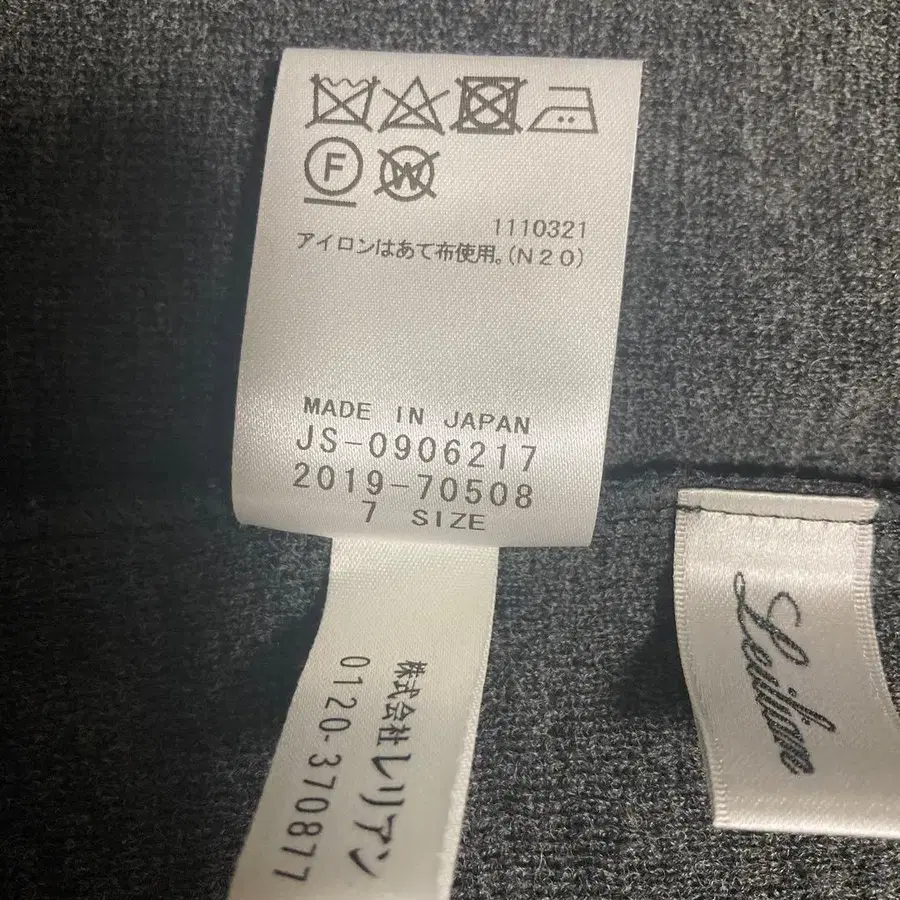 F
W
1110321
アイロンはあて布使用。(N20)
MADE IN JAPAN
JS-0906217
2019-70508
7 SIZE
株式会社レリアン
0120-370877
Leilian